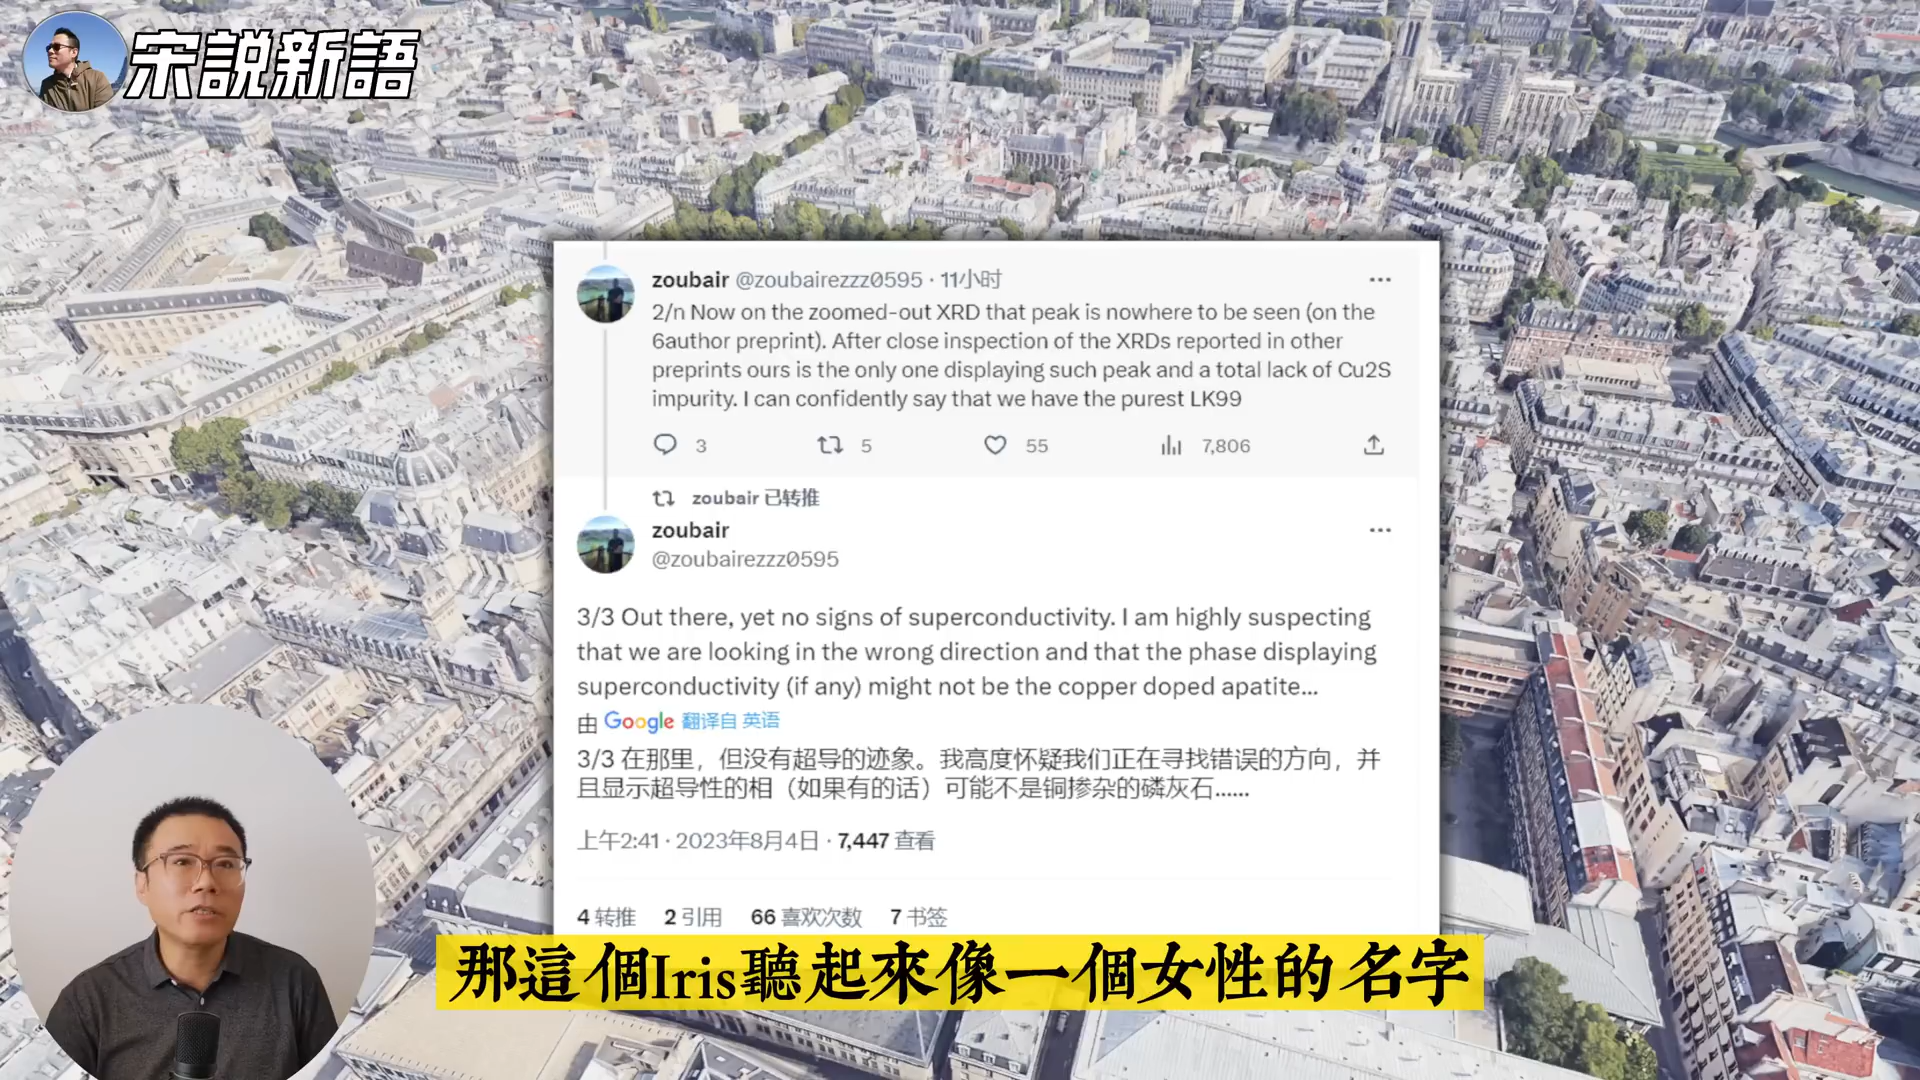 宋説新語
zoubair @zoubairezzz0595 · 11小时
2/n Now on the zoomed-out XRD that peak is nowhere to be seen (on the
6author preprint). After close inspection of the XRDs reported in other
preprints ours is the only one displaying such peak and a total lack of Cu2S
impurity. I can confidently say that we have the purest LK99
3 5 55 7,806
zoubair 已转推
zoubair
@zoubairezzz0595
3/3 Out there, yet no signs of superconductivity. I am highly suspecting
that we are looking in the wrong direction and that the phase displaying
superconductivity (if any) might not be the copper doped apatite...
由 Google 翻译自 英语
3/3 在那里，但没有超导的迹象。我高度怀疑我们正在寻找错误的方向，并
且显示超导性的相（如果有的话）可能不是铜掺杂的磷灰石......
上午2:41 · 2023年8月4日 · 7,447 查看
4 转推 2 引用 66 喜欢次数 7 书签
那這個Iris聽起來像一個女性的名字